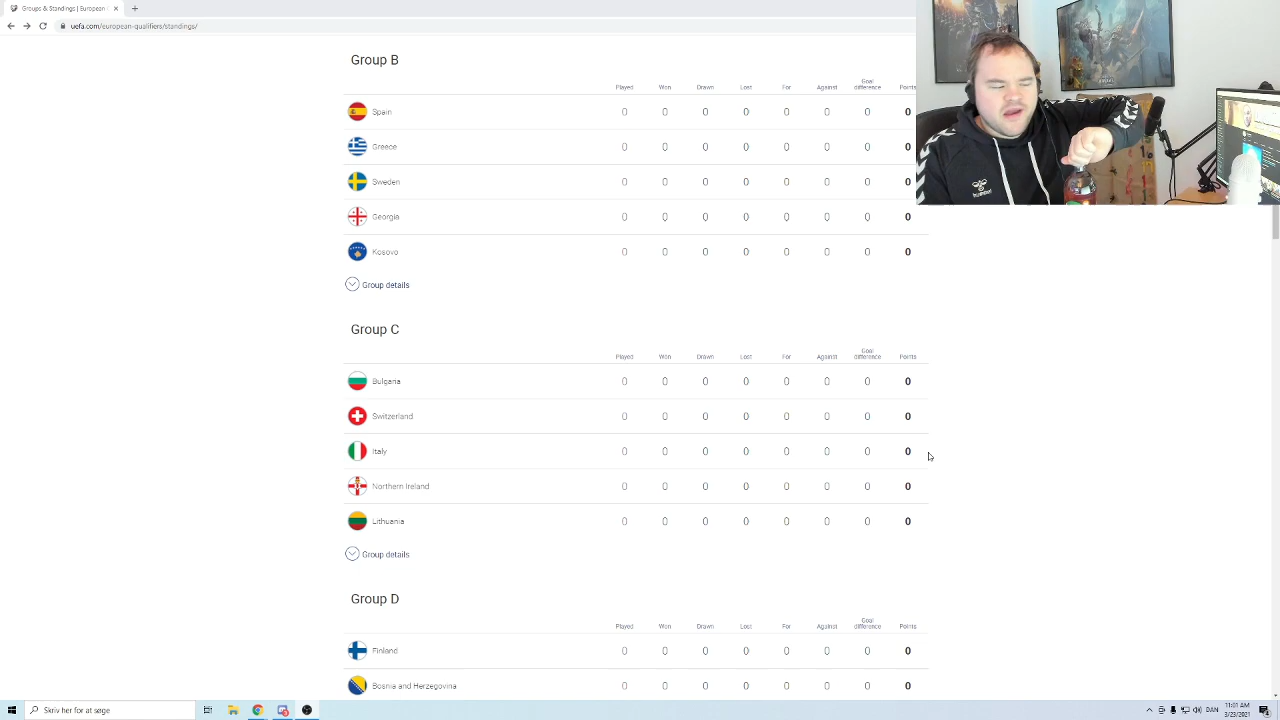 Groups & Standings | European
uefa.com/european-qualifiers/standings/
Group B
Played Won Drawn Lost For Against Goal difference Points
Spain 0 0 0 0 0 0 0 0
Greece 0 0 0 0 0 0 0 0
Sweden 0 0 0 0 0 0 0 0
Georgia 0 0 0 0 0 0 0 0
Kosovo 0 0 0 0 0 0 0 0
Group details
Group C
Played Won Drawn Lost For Against Goal difference Points
Bulgaria 0 0 0 0 0 0 0 0
Switzerland 0 0 0 0 0 0 0 0
Italy 0 0 0 0 0 0 0 0
Northern Ireland 0 0 0 0 0 0 0 0
Lithuania 0 0 0 0 0 0 0 0
Group details
Group D
Played Won Drawn Lost For Against Goal difference Points
Finland 0 0 0 0 0 0 0 0
Bosnia and Herzegovina 0 0 0 0 0 0 0 0
Skriv her for at søge
DAN
11:01 AM
3/23/2021